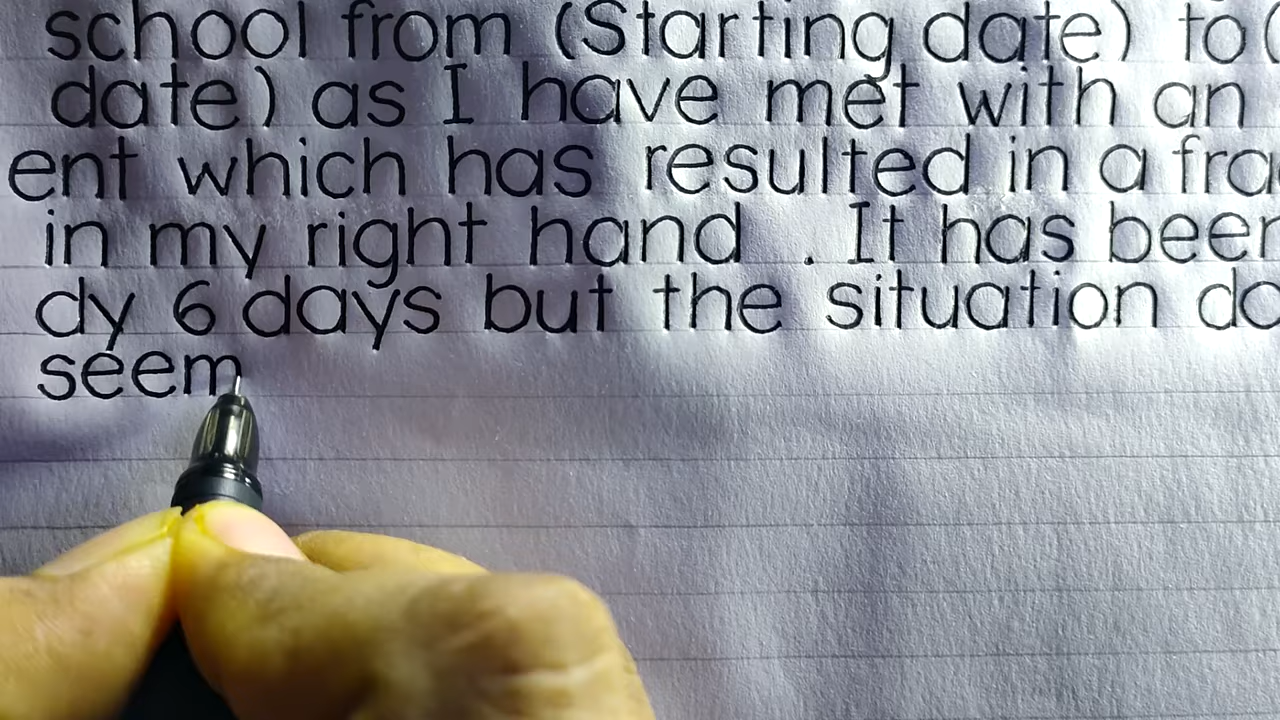 school from (Starting date) to (
date) as I have met with an
ent which has resulted in a fra
in my right hand . It has been
dy 6 days but the situation do
seem